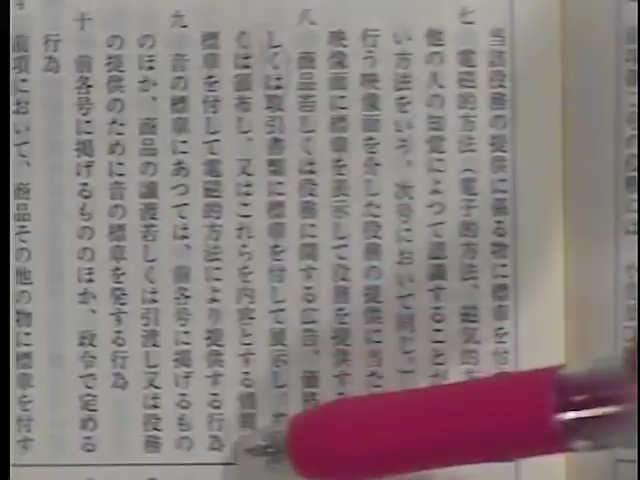 当該役務の提供に係る物に標章を付
七　電磁的方法（電子的方法、磁気的方
他の人の知覚によつて認識することが
い方法をいう。次号において同じ。
行う映像面を介した役務の提供に当た
映像面に標章を表示して役務を提供する
八　商品若しくは役務に関する広告、価格
しくは取引書類に標章を付して展示し、
くは頒布し、又はこれらを内容とする情報
標章を付して電磁的方法により提供する行為
九　音の標章にあつては、前各号に掲げるもの
のほか、商品の譲渡若しくは引渡し又は役務
の提供のために音の標章を発する行為
十　前各号に掲げるもののほか、政令で定める
行為
前項において、商品その他の物に標章を付す